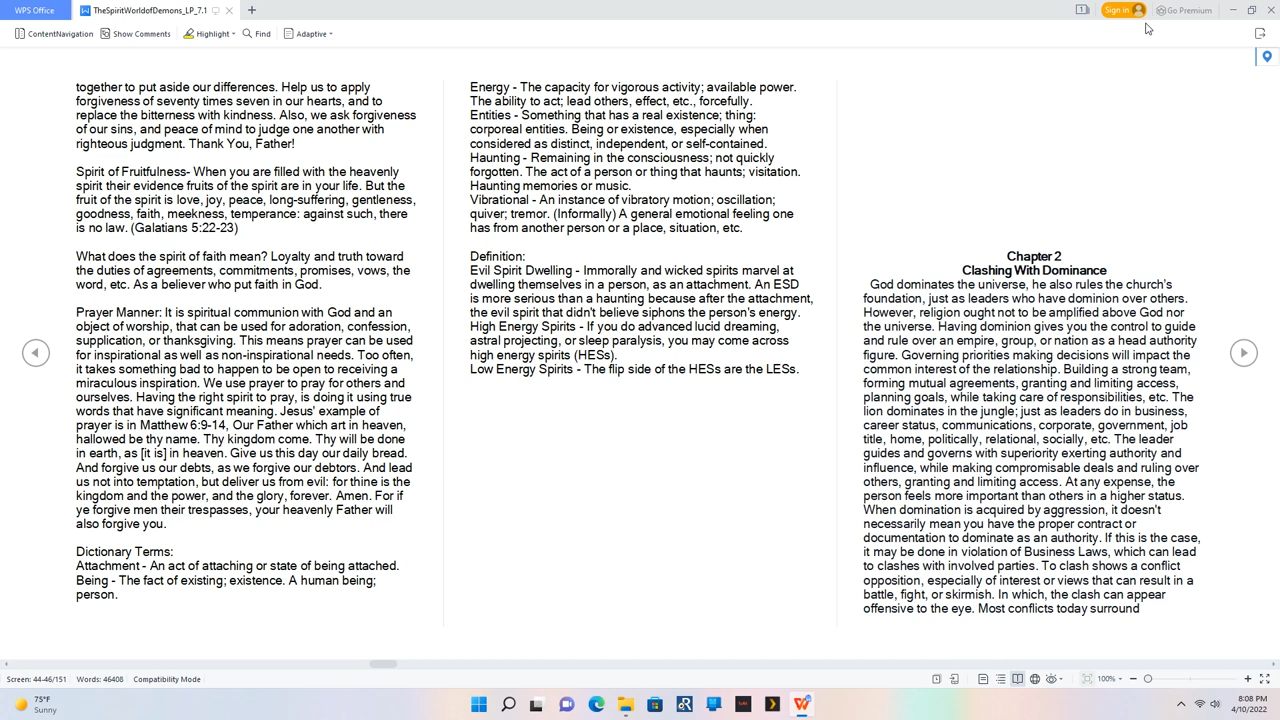 WPS Office
TheSpiritWorldofDemons_LP_7.1
1
Sign in
Go Premium
ContentNavigation
Show Comments
Highlight
Find
Adaptive
together to put aside our differences. Help us to apply
forgiveness of seventy times seven in our hearts, and to
replace the bitterness with kindness. Also, we ask forgiveness
of our sins, and peace of mind to judge one another with
righteous judgment. Thank You, Father!
Spirit of Fruitfulness- When you are filled with the heavenly
spirit their evidence fruits of the spirit are in your life. But the
fruit of the spirit is love, joy, peace, long-suffering, gentleness,
goodness, faith, meekness, temperance: against such, there
is no law. (Galatians 5:22-23)
What does the spirit of faith mean? Loyalty and truth toward
the duties of agreements, commitments, promises, vows, the
word, etc. As a believer who put faith in God.
Prayer Manner: It is spiritual communion with God and an
object of worship, that can be used for adoration, confession,
supplication, or thanksgiving. This means prayer can be used
for inspirational as well as non-inspirational needs. Too often,
it takes something bad to happen to be open to receiving a
miraculous inspiration. We use prayer to pray for others and
ourselves. Having the right spirit to pray, is doing it using true
words that have significant meaning. Jesus' example of
prayer is in Matthew 6:9-14, Our Father which art in heaven,
hallowed be thy name. Thy kingdom come. Thy will be done
in earth, as [it is] in heaven. Give us this day our daily bread.
And forgive us our debts, as we forgive our debtors. And lead
us not into temptation, but deliver us from evil: for thine is the
kingdom and the power, and the glory, forever. Amen. For if
ye forgive men their trespasses, your heavenly Father will
also forgive you.
Dictionary Terms:
Attachment - An act of attaching or state of being attached.
Being - The fact of existing; existence. A human being;
person.
Energy - The capacity for vigorous activity; available power.
The ability to act; lead others, effect, etc., forcefully.
Entities - Something that has a real existence; thing:
corporeal entities. Being or existence, especially when
considered as distinct, independent, or self-contained.
Haunting - Remaining in the consciousness; not quickly
forgotten. The act of a person or thing that haunts; visitation.
Haunting memories or music.
Vibrational - An instance of vibratory motion; oscillation;
quiver; tremor. (Informally) A general emotional feeling one
has from another person or a place, situation, etc.
Definition:
Evil Spirit Dwelling - Immorally and wicked spirits marvel at
dwelling themselves in a person, as an attachment. An ESD
is more serious than a haunting because after the attachment,
the evil spirit that didn't believe siphons the person's energy.
High Energy Spirits - If you do advanced lucid dreaming,
astral projecting, or sleep paralysis, you may come across
high energy spirits (HESs).
Low Energy Spirits - The flip side of the HESs are the LESs.
Chapter 2
Clashing With Dominance
God dominates the universe, he also rules the church's
foundation, just as leaders who have dominion over others.
However, religion ought not to be amplified above God nor
the universe. Having dominion gives you the control to guide
and rule over an empire, group, or nation as a head authority
figure. Governing priorities making decisions will impact the
common interest of the relationship. Building a strong team,
forming mutual agreements, granting and limiting access,
planning goals, while taking care of responsibilities, etc. The
lion dominates in the jungle; just as leaders do in business,
career status, communications, corporate, government, job
title, home, politically, relational, socially, etc. The leader
guides and governs with superiority exerting authority and
influence, while making compromisable deals and ruling over
others, granting and limiting access. At any expense, the
person feels more important than others in a higher status.
When domination is acquired by aggression, it doesn't
necessarily mean you have the proper contract or
documentation to dominate as an authority. If this is the case,
it may be done in violation of Business Laws, which can lead
to clashes with involved parties. To clash shows a conflict
opposition, especially of interest or views that can result in a
battle, fight, or skirmish. In which, the clash can appear
offensive to the eye. Most conflicts today surround
Screen: 44-46/151
Words: 46408
Compatibility Mode
100%
75°F
Sunny
8:08 PM
4/10/2022